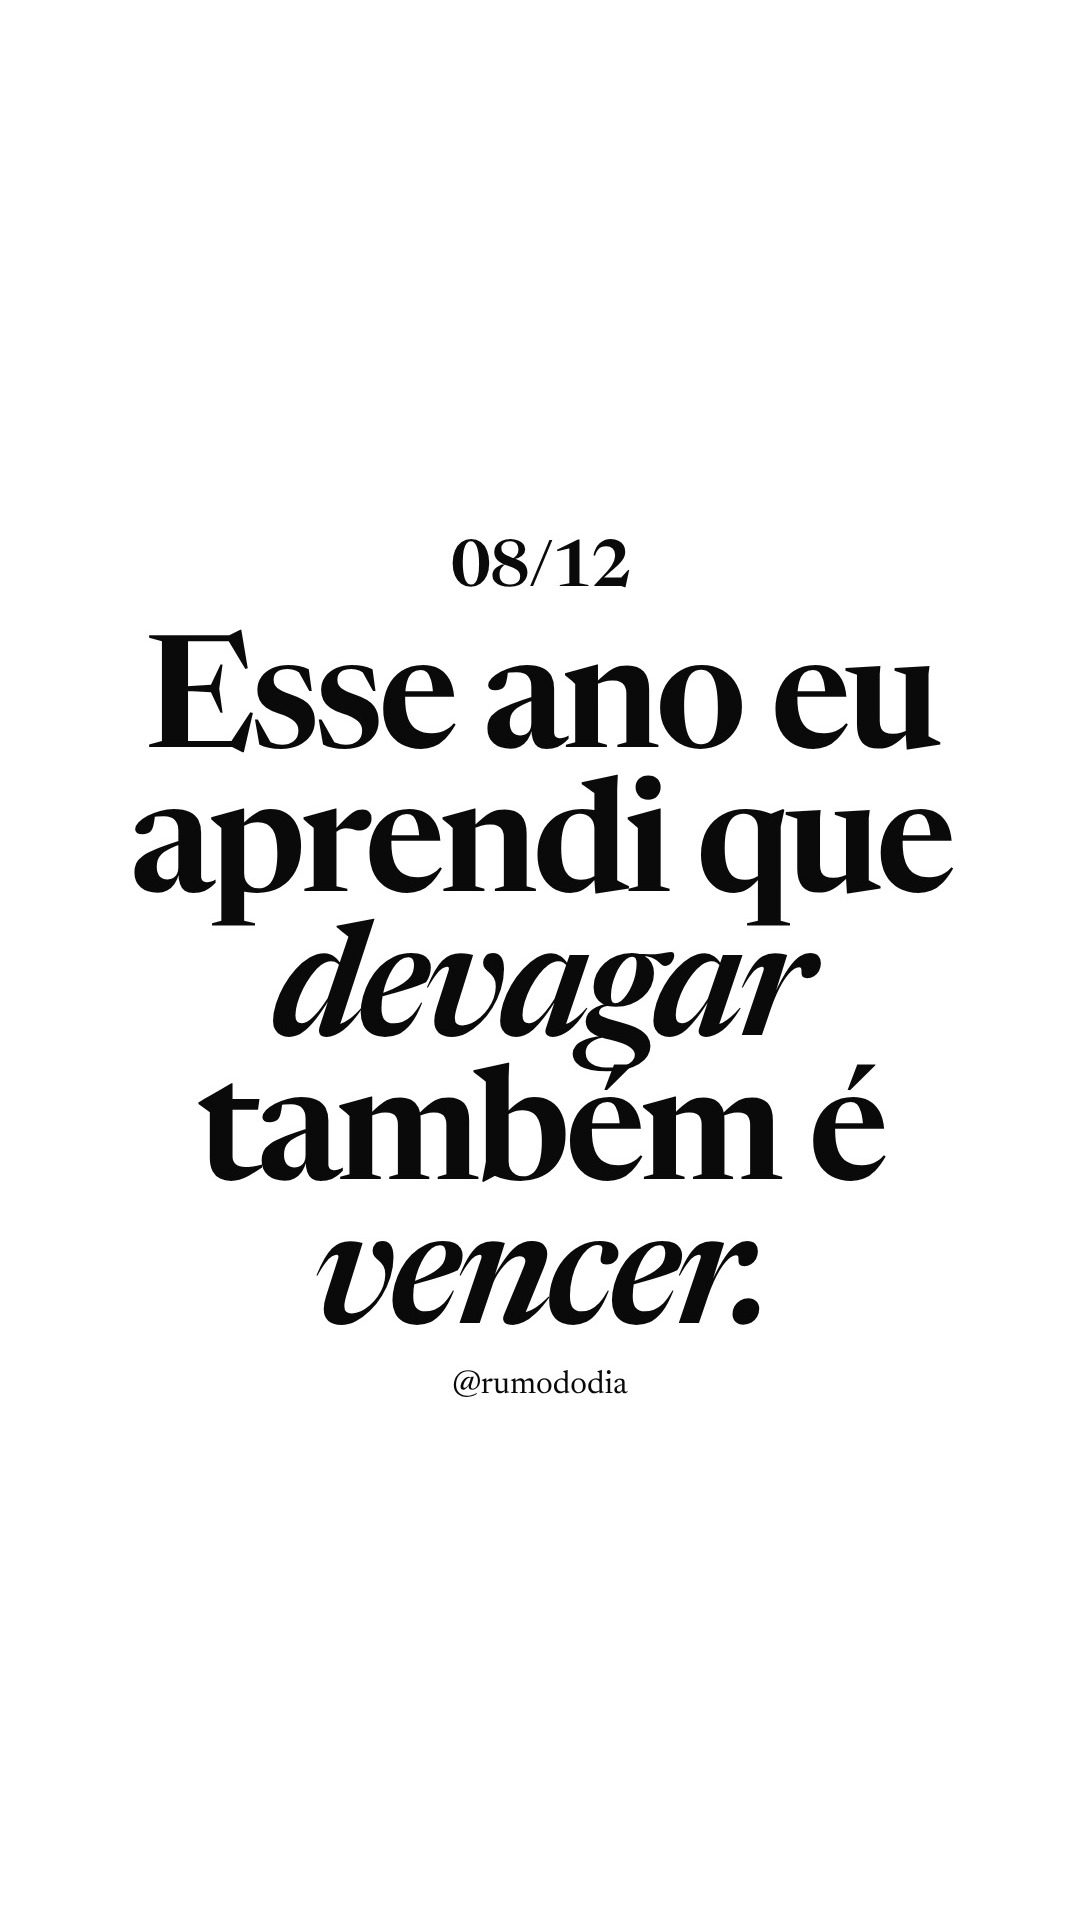 08/12
Esse ano eu
aprendi que
devagar
também é
vencer.
@rumododia